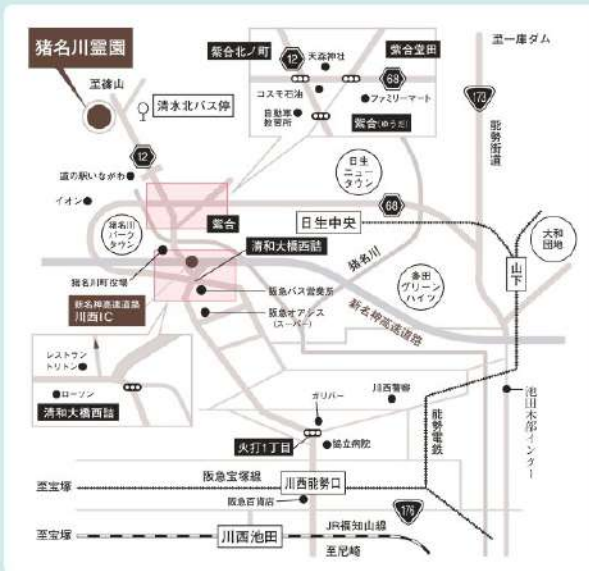 猪名川霊園
至篠山
清水北バス停
12
道の駅いながわ
イオン
猪名川
パーク
タウン
猪名川町役場
新名神高速道路
川西IC
紫合北ノ町
12
天森神社
紫合堂田
68
コスモ石油
ファミリーマート
自動車
教習所
紫合(ゆうだ)
至一庫ダム
173
能勢街道
日生
ニュー
タウン
68
日生中央
大和
団地
山下
紫合
清和大橋西詰
猪名川
多田
グリーン
ハイツ
新名神高速道路
阪急バス営業所
阪急オアシス
(スーパー)
レストラン
トリトン
ローソン
清和大橋西詰
ガリバー
川西警察
火打1丁目
協立病院
能勢電鉄
池田木部インター
阪急宝塚線
至宝塚
川西能勢口
阪急百貨店
176
JR福知山線
至宝塚
川西池田
至尼崎